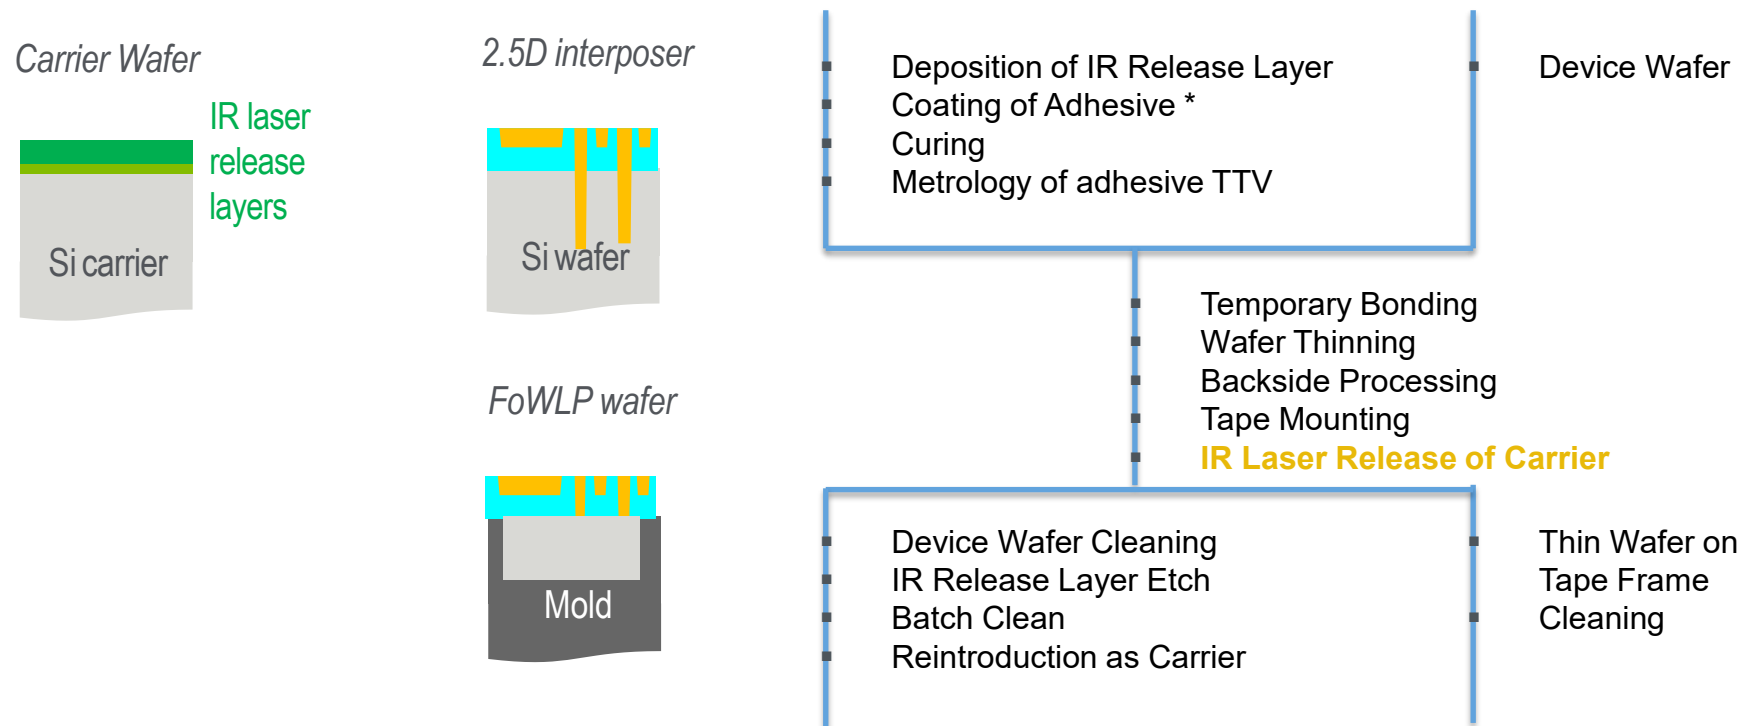 Carrier Wafer
IR laser
release
layers
Si carrier
2.5D interposer
Si wafer
FoWLP wafer
Mold
Deposition of IR Release Layer
Coating of Adhesive *
Curing
Metrology of adhesive TTV
Device Wafer
Temporary Bonding
Wafer Thinning
Backside Processing
Tape Mounting
IR Laser Release of Carrier
Device Wafer Cleaning
IR Release Layer Etch
Batch Clean
Reintroduction as Carrier
Thin Wafer on
Tape Frame
Cleaning